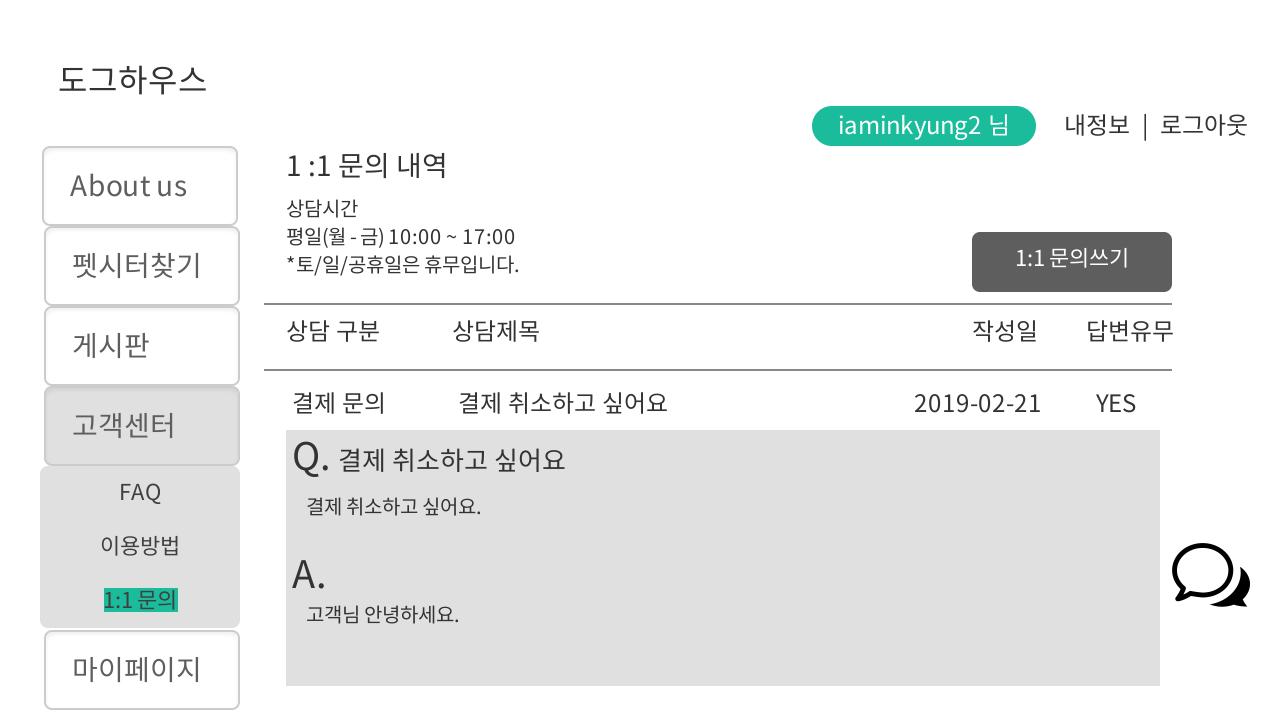 도그하우스
iaminkyung2 님
내정보 | 로그아웃
About us
펫시터찾기
게시판
고객센터
FAQ
이용방법
1:1 문의
마이페이지
1 :1 문의 내역
상담시간
평일(월 - 금) 10:00 ~ 17:00
*토/일/공휴일은 휴무입니다.
1:1 문의쓰기
상담 구분 상담제목 작성일 답변유무
결제 문의 결제 취소하고 싶어요 2019-02-21 YES
Q. 결제 취소하고 싶어요
결제 취소하고 싶어요.
A.
고객님 안녕하세요.